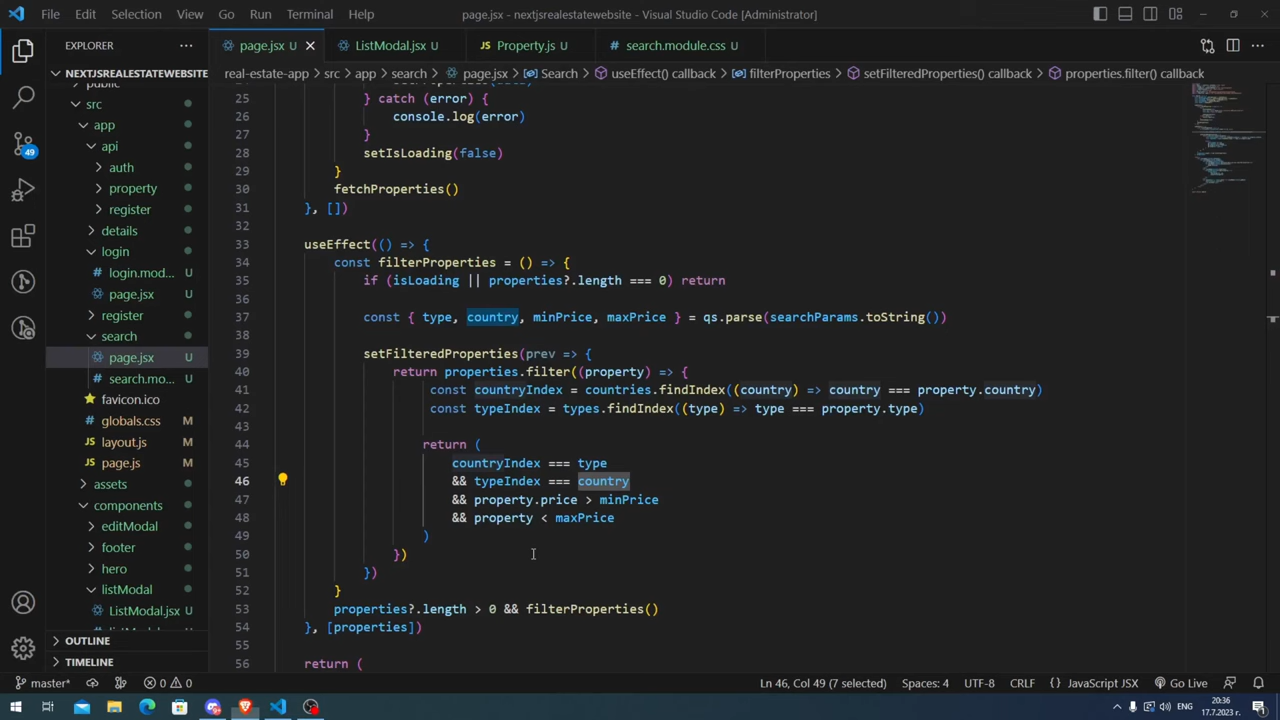 File Edit Selection View Go Run Terminal Help
page.jsx - nextjsrealestatewebsite - Visual Studio Code [Administrator]
EXPLORER
page.jsx U
ListModal.jsx U
Property.js U
search.module.css U
NEXTJSREALESTATEWEBSITE
real-estate-app > src > app > search > page.jsx > Search > useEffect() callback > filterProperties > setFilteredProperties() callback > properties.filter() callback
public
src
app
api
auth
property
register
details
login
login.mod... U
page.jsx U
register
search
page.jsx U
search.mo... U
favicon.ico
globals.css M
layout.js M
page.js M
assets
components
editModal
footer
hero
listModal
ListModal.jsx U
OUTLINE
TIMELINE
49
25 } catch (error) {
26 console.log(error)
27 }
28 setIsLoading(false)
29 }
30 fetchProperties()
31 }, [])
32
33 useEffect(() => {
34 const filterProperties = () => {
35 if (isLoading || properties?.length === 0) return
36
37 const { type, country, minPrice, maxPrice } = qs.parse(searchParams.toString())
38
39 setFilteredProperties(prev => {
40 return properties.filter((property) => {
41 const countryIndex = countries.findIndex((country) => country === property.country)
42 const typeIndex = types.findIndex((type) => type === property.type)
43
44 return (
45 countryIndex === type
46 && typeIndex === country
47 && property.price > minPrice
48 && property < maxPrice
49 )
50 })
51 })
52 }
53 properties?.length > 0 && filterProperties()
54 }, [properties])
55
56 return (
master* 0 0 Ln 46, Col 49 (7 selected) Spaces: 4 UTF-8 CRLF { } JavaScript JSX Go Live
ENG
20:36
17.7.2023 г.